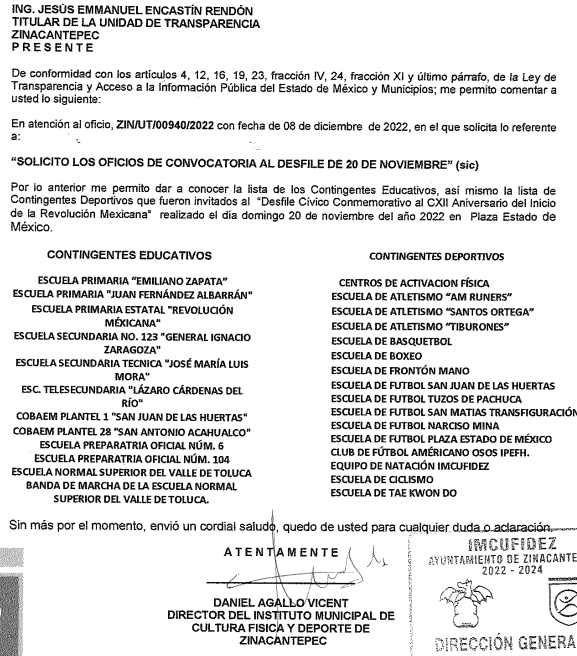 ING. JESÚS EMMANUEL ENCASTÍN RENDÓN
TITULAR DE LA UNIDAD DE TRANSPARENCIA
ZINACANTEPEC
P R E S E N T E
De conformidad con los artículos 4, 12, 16, 19, 23, fracción IV, 24, fracción XI y último párrafo, de la Ley de
Transparencia y Acceso a la Información Pública del Estado de México y Municipios; me permito comentar a
usted lo siguiente:
En atención al oficio, ZIN/UT/00940/2022 con fecha de 08 de diciembre de 2022, en el que solicita lo referente
a:
“SOLICITO LOS OFICIOS DE CONVOCATORIA AL DESFILE DE 20 DE NOVIEMBRE” (sic)
Por lo anterior me permito dar a conocer la lista de los Contingentes Educativos, así mismo la lista de
Contingentes Deportivos que fueron invitados al “Desfile Cívico Conmemorativo al CXII Aniversario del Inicio
de la Revolución Mexicana” realizado el día domingo 20 de noviembre del año 2022 en Plaza Estado de
México.
CONTINGENTES EDUCATIVOS
ESCUELA PRIMARIA “EMILIANO ZAPATA”
ESCUELA PRIMARIA "JUAN FERNÁNDEZ ALBARRÁN"
ESCUELA PRIMARIA ESTATAL "REVOLUCIÓN
MÉXICANA"
ESCUELA SECUNDARIA NO. 123 "GENERAL IGNACIO
ZARAGOZA"
ESCUELA SECUNDARIA TECNICA "JOSÉ MARÍA LUIS
MORA”
ESC. TELESECUNDARIA "LÁZARO CÁRDENAS DEL
RÍO"
COBAEM PLANTEL 1 "SAN JUAN DE LAS HUERTAS"
COBAEM PLANTEL 28 "SAN ANTONIO ACAHUALCO"
ESCUELA PREPARATRIA OFICIAL NÚM. 6
ESCUELA PREPARATRIA OFICIAL NÚM. 104
ESCUELA NORMAL SUPERIOR DEL VALLE DE TOLUCA
BANDA DE MARCHA DE LA ESCUELA NORMAL
SUPERIOR DEL VALLE DE TOLUCA.
CONTINGENTES DEPORTIVOS
CENTROS DE ACTIVACION FÍSICA
ESCUELA DE ATLETISMO “AM RUNERS”
ESCUELA DE ATLETISMO “SANTOS ORTEGA”
ESCUELA DE ATLETISMO “TIBURONES”
ESCUELA DE BASQUETBOL
ESCUELA DE BOXEO
ESCUELA DE FRONTÓN MANO
ESCUELA DE FUTBOL SAN JUAN DE LAS HUERTAS
ESCUELA DE FUTBOL TUZOS DE PACHUCA
ESCUELA DE FUTBOL SAN MATIAS TRANSFIGURACIÓN
ESCUELA DE FUTBOL NARCISO MINA
ESCUELA DE FUTBOL PLAZA ESTADO DE MÉXICO
CLUB DE FÚTBOL AMÉRICANO OSOS IPEFH.
EQUIPO DE NATACIÓN IMCUFIDEZ
ESCUELA DE CICLISMO
ESCUELA DE TAE KWON DO
Sin más por el momento, envió un cordial saludo, quedo de usted para cualquier duda o aclaración.
A T E N T A M E N T E
DANIEL AGALLO VICENT
DIRECTOR DEL INSTITUTO MUNICIPAL DE
CULTURA FISICA Y DEPORTE DE
ZINACANTEPEC
IMCUFIDEZ
AYUNTAMIENTO DE ZINACANTE
2022 - 2024
DIRECCIÓN GENERA